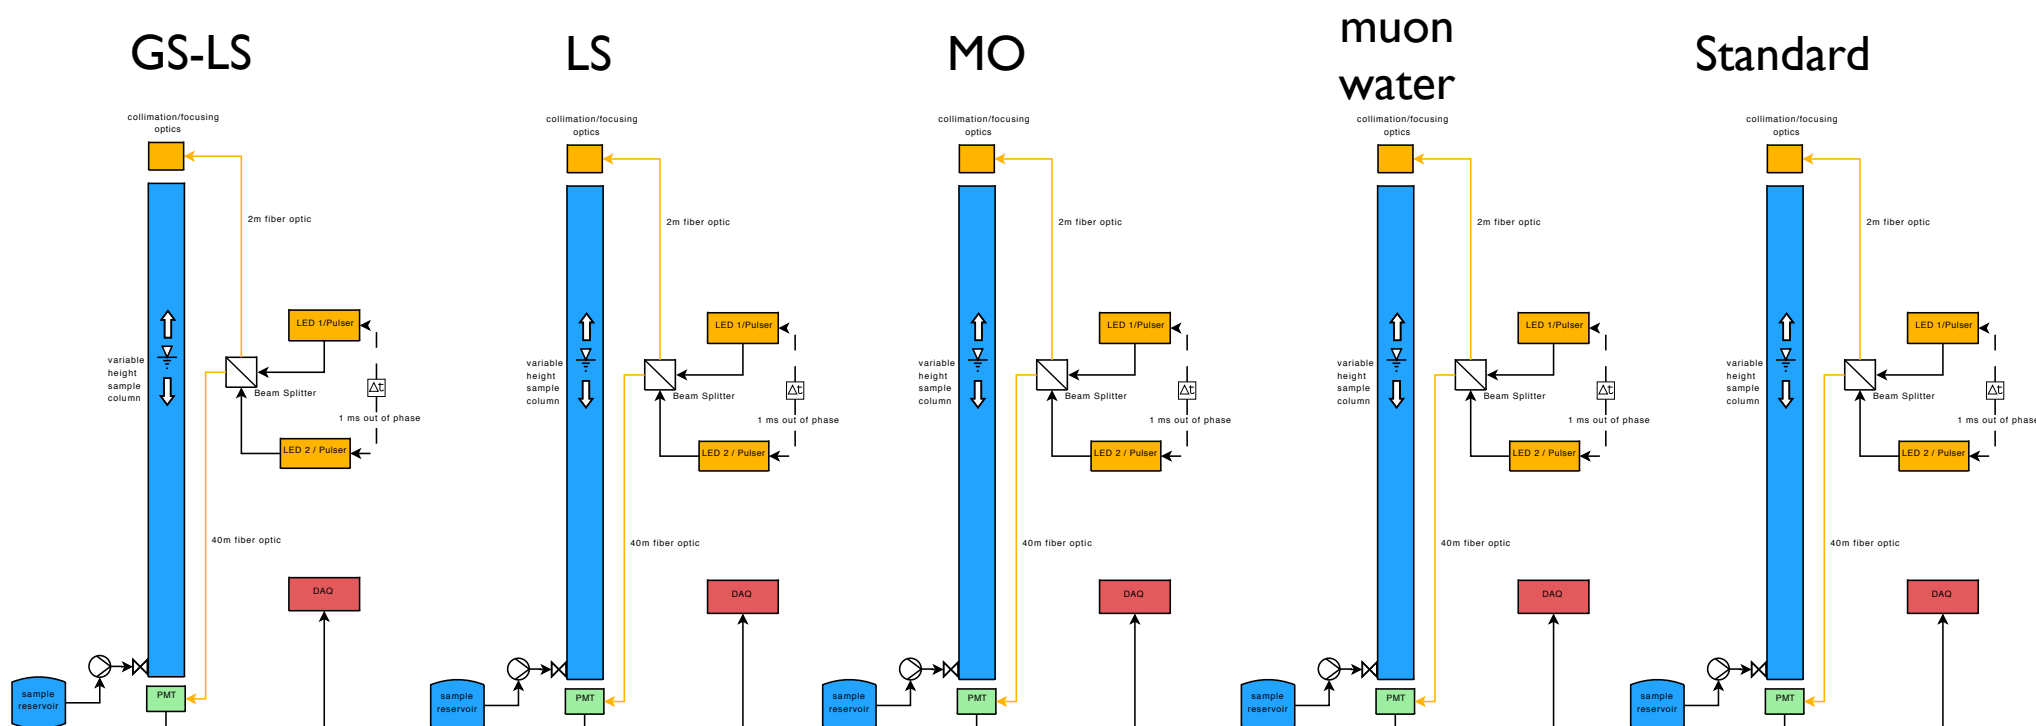 GS-LS
collimation/focusing
optics
2m fiber optic
LED 1/Pulser
variable
height
sample
column
Δt
Beam Splitter
1 ms out of phase
LED 2 / Pulser
40m fiber optic
DAQ
sample
reservoir
PMT
LS
collimation/focusing
optics
2m fiber optic
LED 1/Pulser
variable
height
sample
column
Δt
Beam Splitter
1 ms out of phase
LED 2 / Pulser
40m fiber optic
DAQ
sample
reservoir
PMT
MO
collimation/focusing
optics
2m fiber optic
LED 1/Pulser
variable
height
sample
column
Δt
Beam Splitter
1 ms out of phase
LED 2 / Pulser
40m fiber optic
DAQ
sample
reservoir
PMT
muon
water
collimation/focusing
optics
2m fiber optic
LED 1/Pulser
variable
height
sample
column
Δt
Beam Splitter
1 ms out of phase
LED 2 / Pulser
40m fiber optic
DAQ
sample
reservoir
PMT
Standard
collimation/focusing
optics
2m fiber optic
LED 1/Pulser
variable
height
sample
column
Δt
Beam Splitter
1 ms out of phase
LED 2 / Pulser
40m fiber optic
DAQ
sample
reservoir
PMT